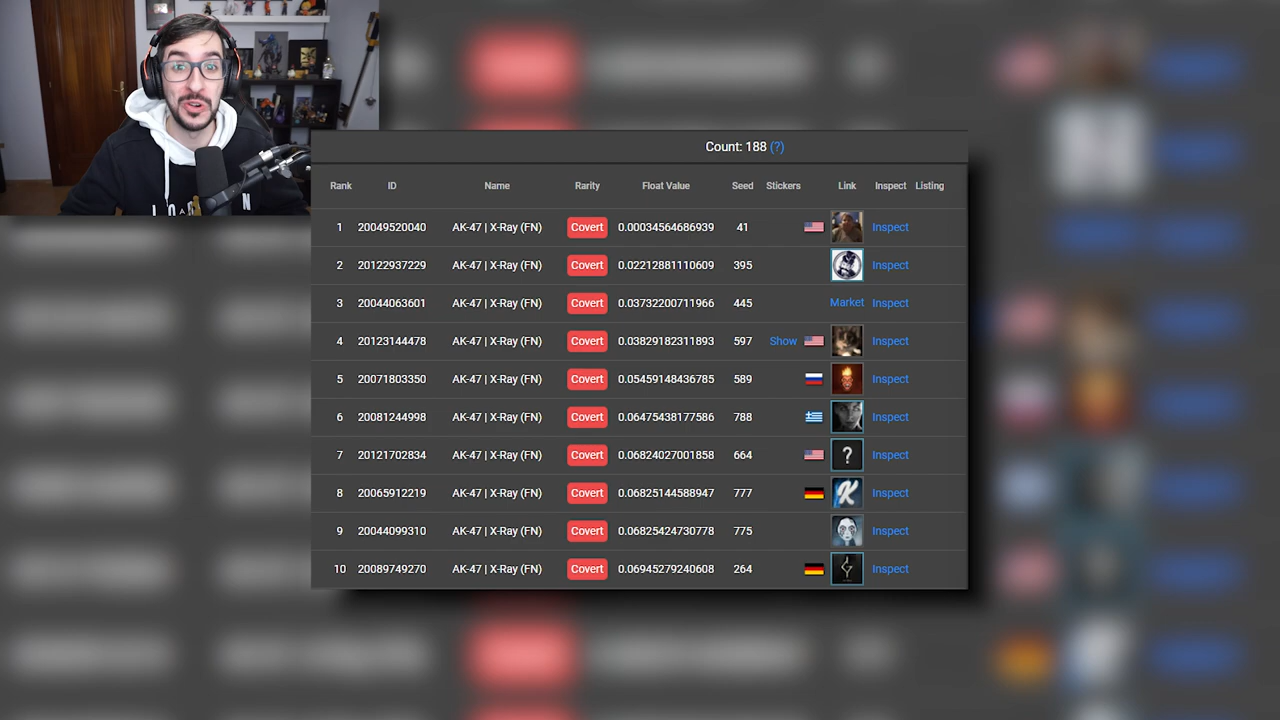 Count: 188 (?)
Rank ID Name Rarity Float Value Seed Stickers Link Inspect Listing
1 20049520040 AK-47 | X-Ray (FN) Covert 0.00034564686939 41 Inspect
2 20122937229 AK-47 | X-Ray (FN) Covert 0.02212881110609 395 Inspect
3 20044063601 AK-47 | X-Ray (FN) Covert 0.03732200711966 445 Market Inspect
4 20123144478 AK-47 | X-Ray (FN) Covert 0.03829182311893 597 Show Inspect
5 20071803350 AK-47 | X-Ray (FN) Covert 0.05459148436785 589 Inspect
6 20081244998 AK-47 | X-Ray (FN) Covert 0.06475438177586 788 Inspect
7 20121702834 AK-47 | X-Ray (FN) Covert 0.06824027001858 664 ? Inspect
8 20065912219 AK-47 | X-Ray (FN) Covert 0.06825144588947 777 K Inspect
9 20044099310 AK-47 | X-Ray (FN) Covert 0.06825424730778 775 Inspect
10 20089749270 AK-47 | X-Ray (FN) Covert 0.06945279240608 264 Inspect